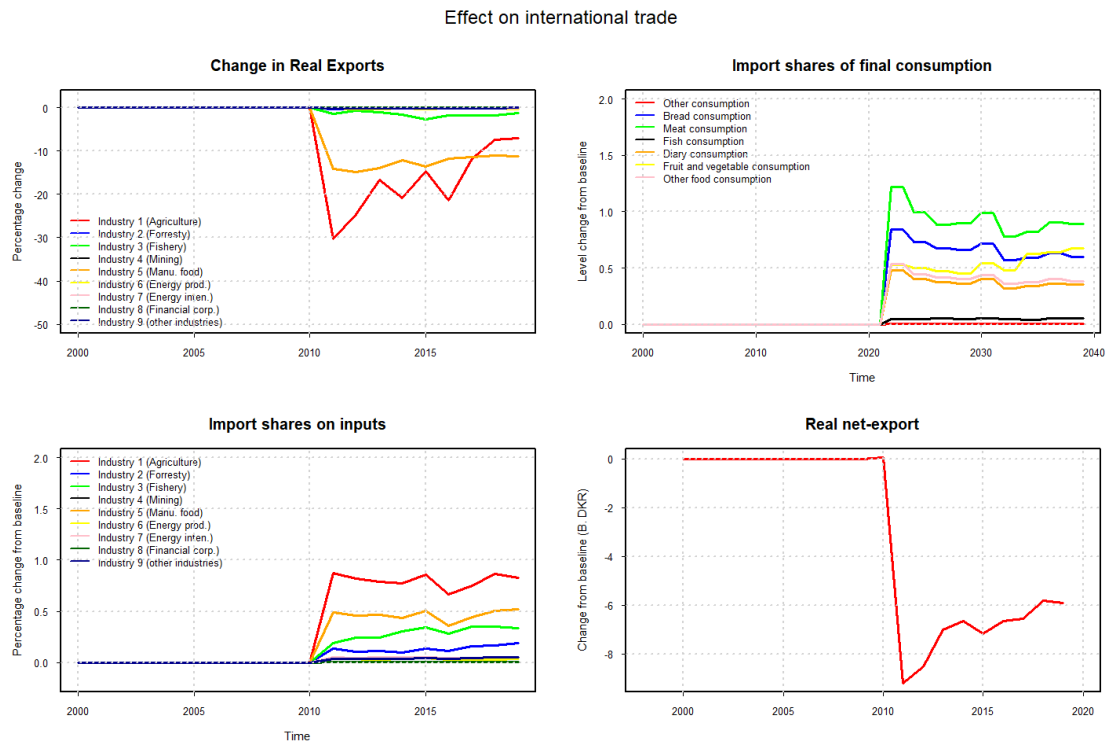 Effect on international trade
Change in Real Exports
Percentage change
0
-10
-20
-30
-40
-50
Industry 1 (Agriculture)
Industry 2 (Forresty)
Industry 3 (Fishery)
Industry 4 (Mining)
Industry 5 (Manu. food)
Industry 6 (Energy prod.)
Industry 7 (Energy inten.)
Industry 8 (Financial corp.)
Industry 9 (other industries)
2000 2005 2010 2015
Import shares of final consumption
Level change from baseline
2.0
1.5
1.0
0.5
0.0
Other consumption
Bread consumption
Meat consumption
Fish consumption
Diary consumption
Fruit and vegetable consumption
Other food consumption
2000 2010 2020 2030 2040
Time
Import shares on inputs
Percentage change from baseline
2.0
1.5
1.0
0.5
0.0
Industry 1 (Agriculture)
Industry 2 (Forresty)
Industry 3 (Fishery)
Industry 4 (Mining)
Industry 5 (Manu. food)
Industry 6 (Energy prod.)
Industry 7 (Energy inten.)
Industry 8 (Financial corp.)
Industry 9 (other industries)
2000 2005 2010 2015
Time
Real net-export
Change from baseline (B. DKR)
0
-2
-4
-6
-8
2000 2005 2010 2015 2020